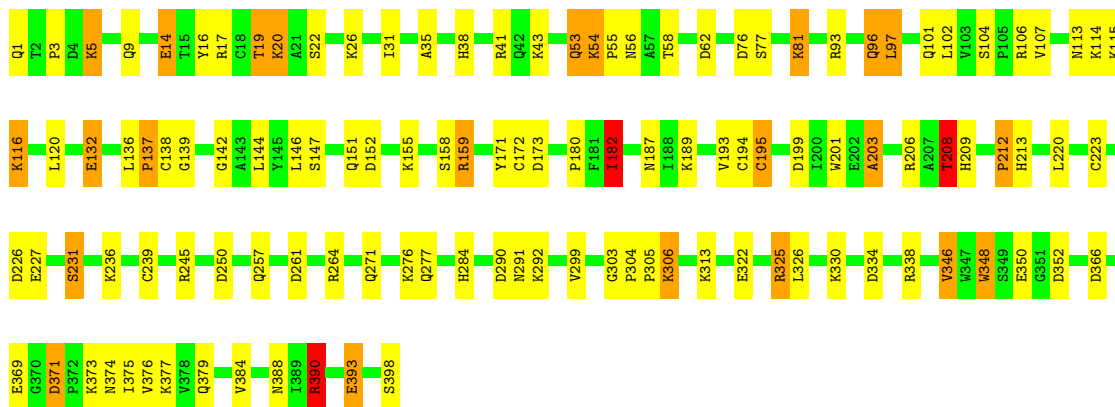 Q1 T2 P3 D4 K5 Q9 E14 T15 Y16 R17 C18 T19 K20 A21 S22 K26 I31 A35 H38 R41 Q42 K43 Q53 K54 P55 N56 A57 T58 D62 D76 S77 K81 R93 Q96 L97 Q101 L102 V103 S104 P105 R106 V107 N113 K114 K115
K116 L120 E132 L136 P137 C138 G139 G142 A143 L144 Y145 L146 S147 Q151 D152 K155 S158 R159 Y171 C172 D173 P180 F181 I182 N187 I188 K189 V193 C194 C195 D199 I200 W201 E202 A203 R206 A207 T208 H209 P212 H213 L220 C223
D226 E227 S231 K236 C239 R245 D250 Q257 D261 R264 Q271 K276 Q277 H284 D290 N291 K292 V299 G303 P304 P305 K306 K313 E322 R325 L326 K330 D334 R338 V346 W347 W348 S349 E350 G351 D352 D366
E369 G370 D371 P372 K373 N374 I375 V376 K377 V378 Q379 V384 N388 I389 R390 E393 S398